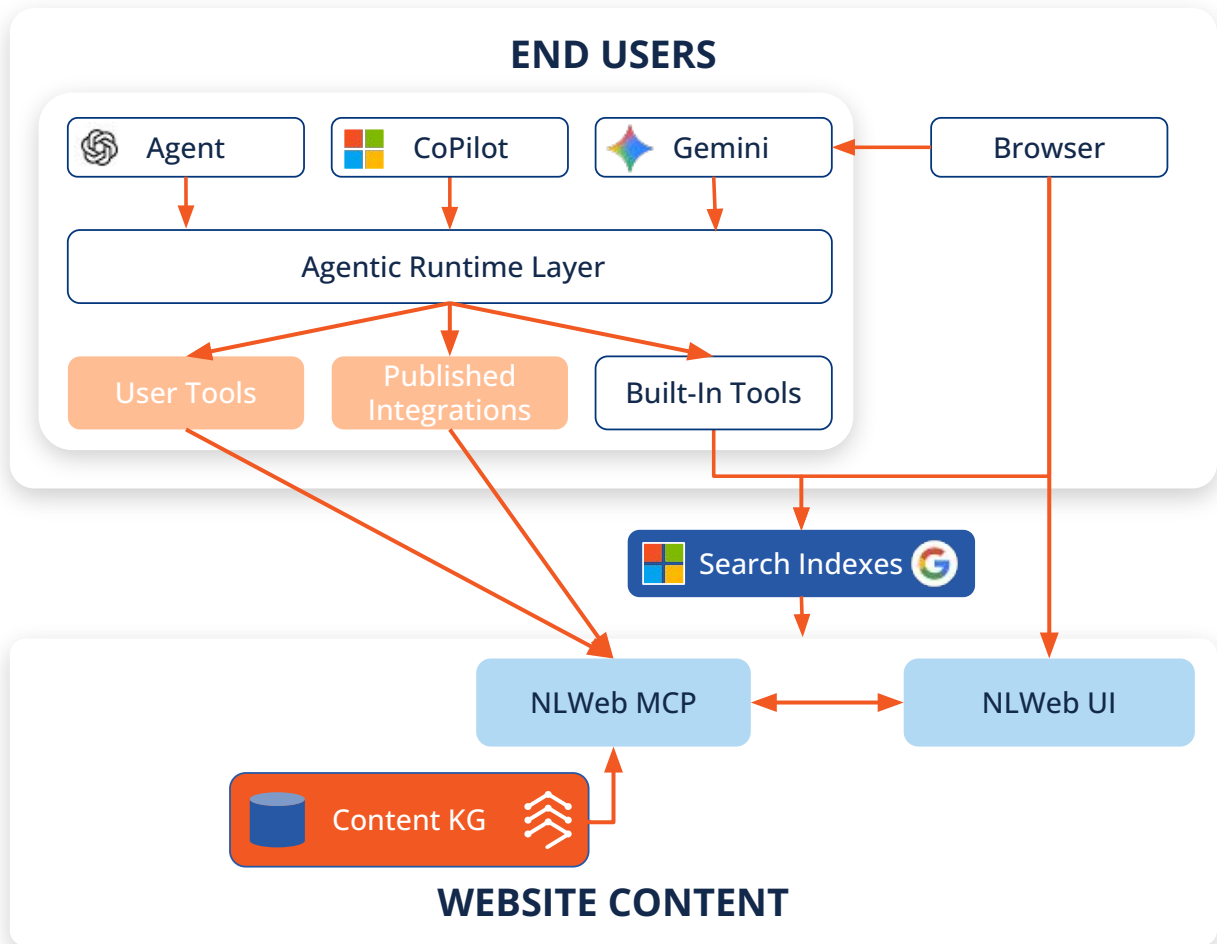 END USERS
Agent
CoPilot
Gemini
Browser
Agentic Runtime Layer
User Tools
Published
Integrations
Built-In Tools
Search Indexes
NLWeb MCP
NLWeb UI
Content KG
WEBSITE CONTENT